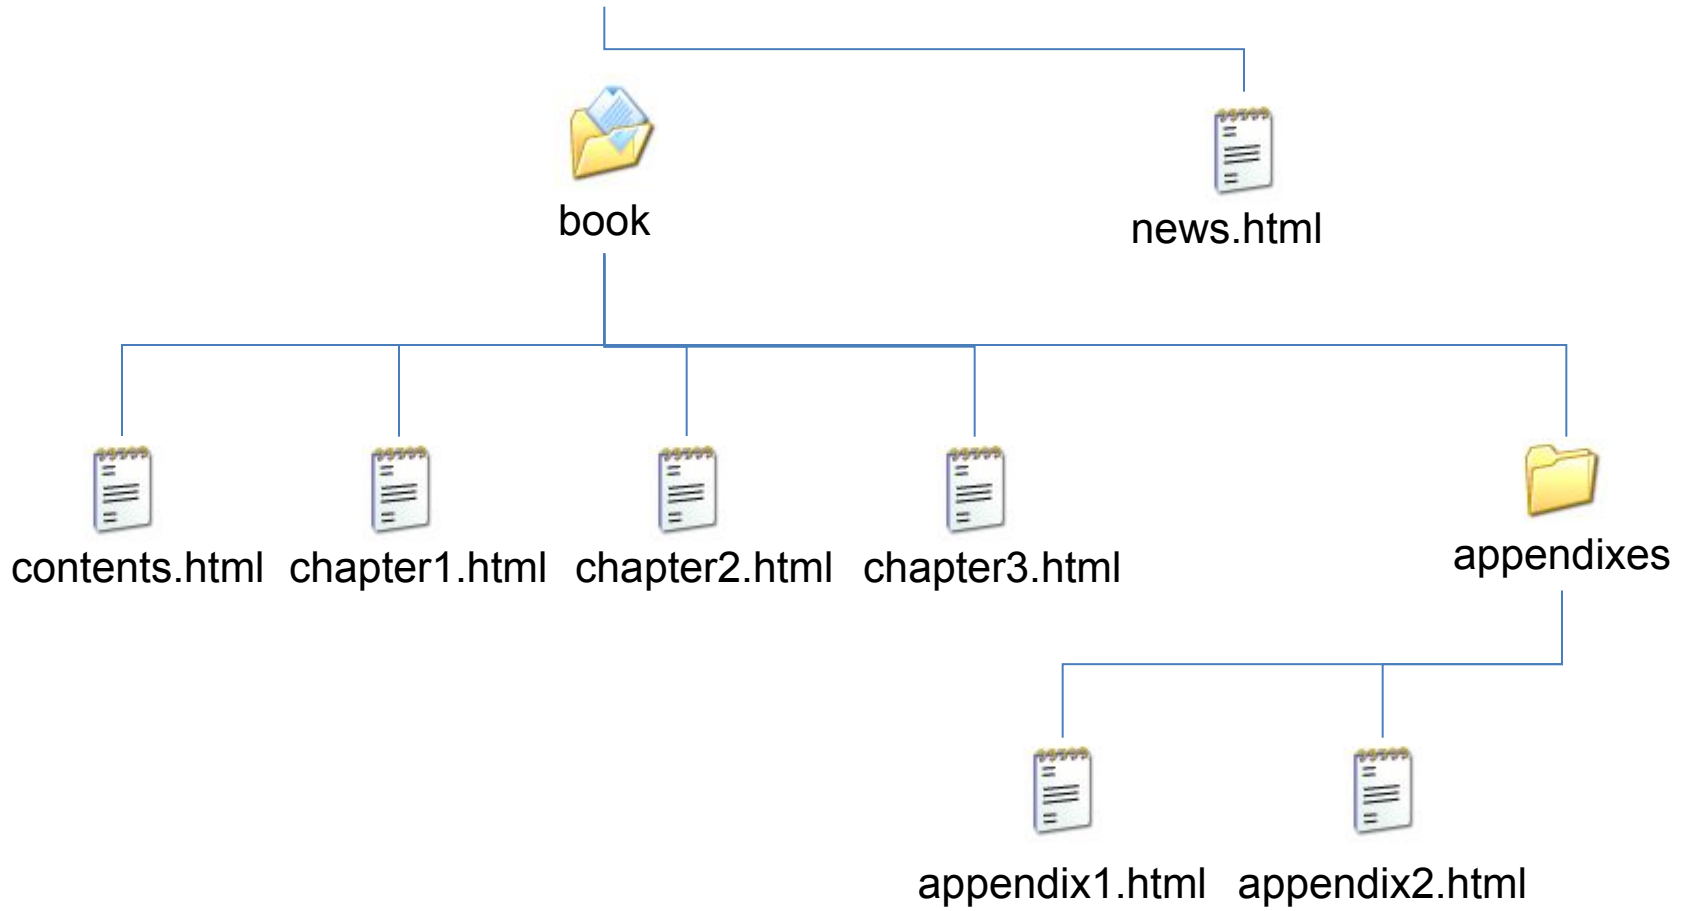 book
news.html
contents.html
chapter1.html
chapter2.html
chapter3.html
appendixes
appendix1.html
appendix2.html